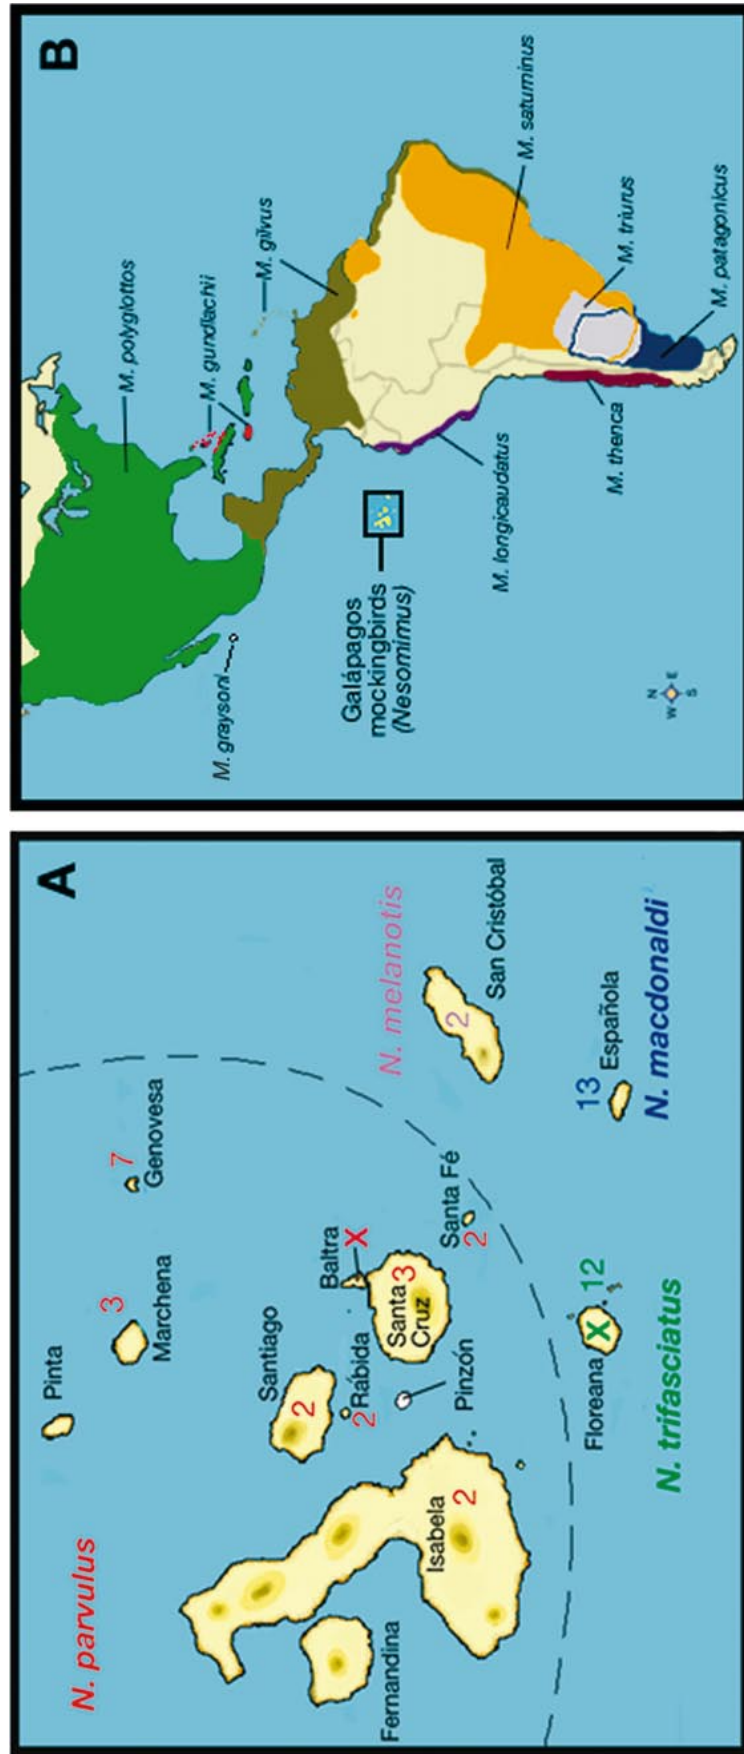 A
N. parvulus
Pinta
3
Marchena
7
Genovesa
Santiago
2
Rábida
2
Baltra
X
Santa
Cruz
3
Pinzón
Santa Fé
2
Isabela
2
Fernandina
N. melanotis
2
San Cristóbal
Floreana
X
12
N. trifasciatus
13
Española
N. macdonaldi
B
M. polyglottos
M. gundlachii
M. gilvus
M. graysoni
Galápagos
mockingbirds
(Nesomimus)
M. longicaudatus
M. thenca
M. saturninus
M. triurus
M. patagonicus
N
W
E
S